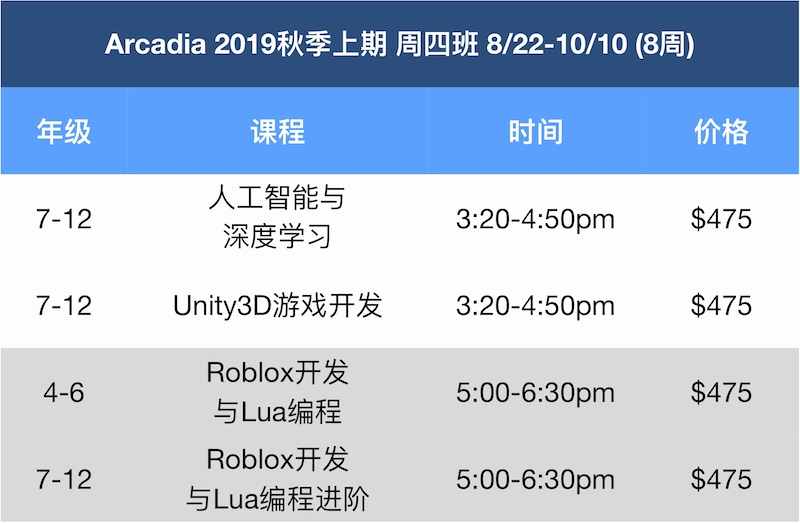 Arcadia 2019秋季上期 周四班 8/22-10/10 (8周)
年级 课程 时间 价格
7-12 人工智能与 3:20-4:50pm $475
深度学习
7-12 Unity3D游戏开发 3:20-4:50pm $475
4-6 Roblox开发 5:00-6:30pm $475
与Lua编程
7-12 Roblox开发 5:00-6:30pm $475
与Lua编程进阶